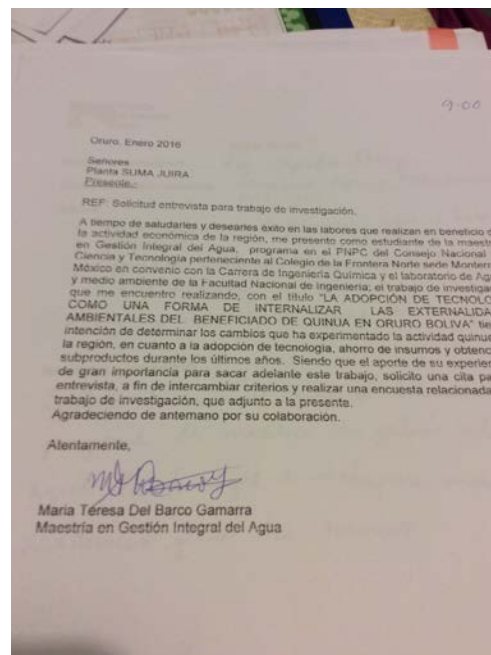 9-00
Oruro, Enero 2016
Señores
Planta SUMA JUIRA
Presente.-
REF: Solicitud entrevista para trabajo de investigación.
A tiempo de saludarles y desearles exito en las labores que realizan en beneficio d
la actividad económica de la región, me presento como estudiante de la maestr
en Gestión Integral del Agua, programa en el PNPC del Consejo Nacional
Ciencia y Tecnología perteneciente al Colegio de la Frontera Norte sede Monter
México en convenio con la Carrera de Ingeniería Química y el laboratorio de Ag
y medio ambiente de la Facultad Nacional de Ingeniería; el trabajo de investiga
que me encuentro realizando, con el título "LA ADOPCIÓN DE TECNOLO
COMO UNA FORMA DE INTERNALIZAR LAS EXTERNALIDA
AMBIENTALES DEL BENEFICIADO DE QUINUA EN ORURO BOLIVA" tie
intención de determinar los cambios que ha experimentado la actividad quinue
la región, en cuanto a la adopción de tecnología, ahorro de insumos y obtenc
subproductos durante los últimos años. Siendo que el aporte de su experien
de gran importancia para sacar adelante este trabajo, solicito una cita pa
entrevista, a fin de intercambiar criterios y realizar una encuesta relacionada
trabajo de investigación, que adjunto a la presente.
Agradeciendo de antemano por su colaboración.
Atentamente,
Maria Teresa Del Barco Gamarra
Maestría en Gestión Integral del Agua